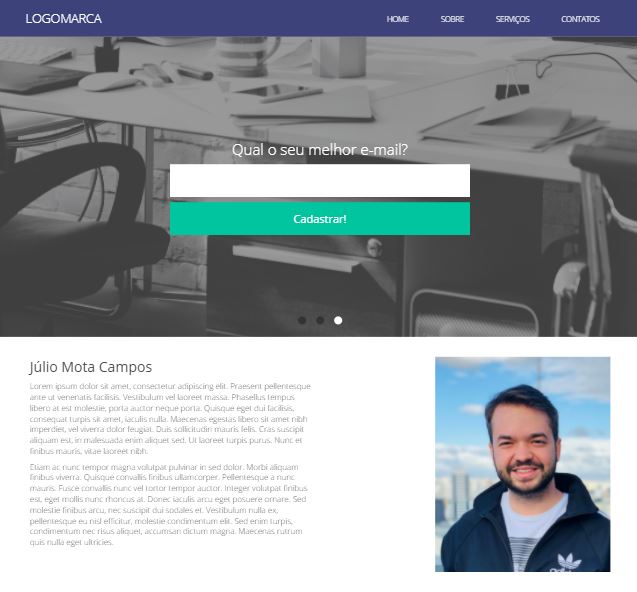 LOGOMARCA
HOME SOBRE SERVIÇOS CONTATOS
Qual o seu melhor e-mail?
Cadastrar!
Júlio Mota Campos
Lorem ipsum dolor sit amet, consectetur adipiscing elit. Praesent pellentesque
ante ut venenatis facilisis. Vestibulum vel laoreet massa. Phasellus tempus
libero at est molestie, porta auctor neque porta. Quisque eget dui facilisis,
consequat turpis sit amet, iaculis nulla. Maecenas egestas libero sit amet nibh
imperdiet, vel viverra dolor feugiat. Duis sollicitudin mauris felis. Cras suscipit
aliquam est, in malesuada enim aliquet sed. Ut laoreet turpis purus. Nunc et
finibus mauris, vitae laoreet nibh.
Etiam ac nunc tempor magna volutpat pulvinar in sed dolor. Morbi aliquam
finibus viverra. Quisque convallis finibus ullamcorper. Pellentesque a nunc
mauris. Fusce convallis nunc vel tortor tempor auctor. Integer volutpat finibus
est, eget mollis nunc rhoncus at. Donec iaculis arcu eget posuere ornare. Sed
molestie finibus arcu, nec suscipit dui sodales et. Vestibulum nulla ex,
pellentesque eu nisl efficitur, molestie condimentum elit. Sed enim turpis,
condimentum nec risus aliquet, accumsan dictum magna. Maecenas rutrum
quis nulla eget ultricies.